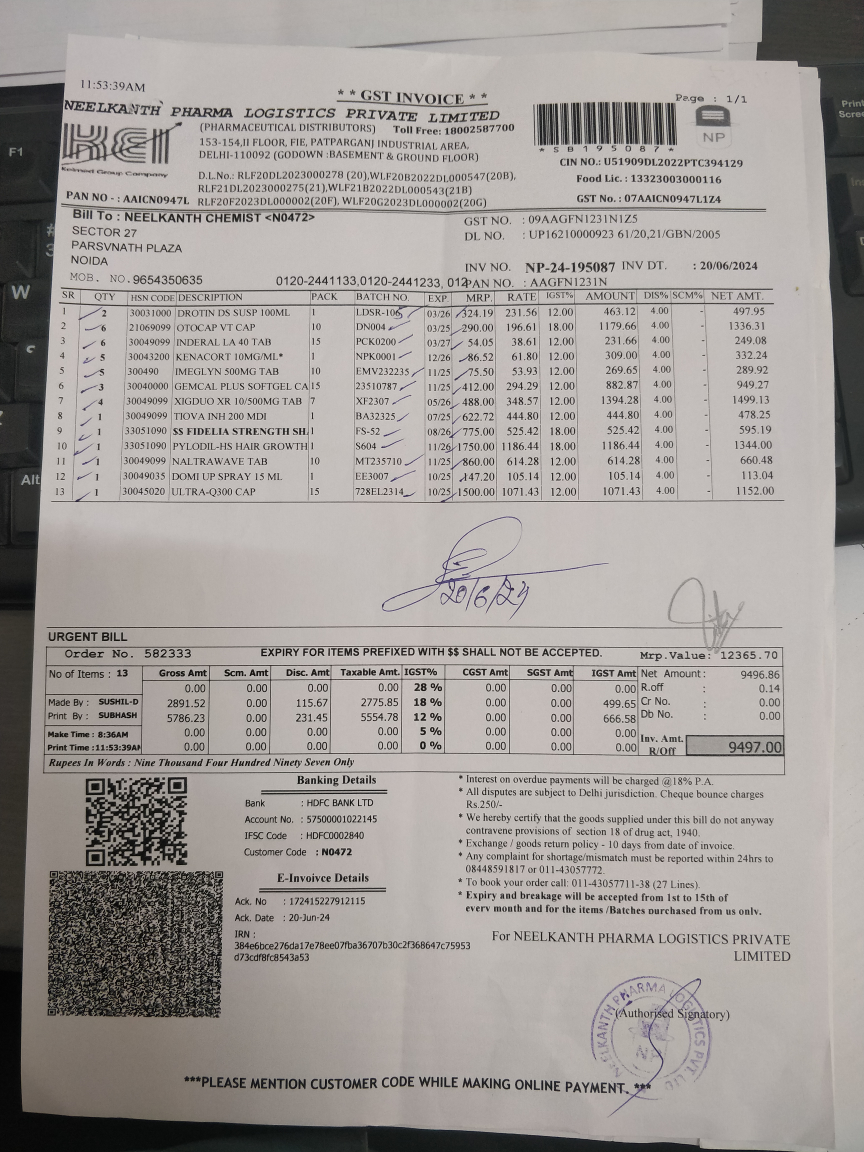 11:53:39AM
* * GST INVOICE * *
Page : 1/1
NEELKANTH PHARMA LOGISTICS PRIVATE LIMITED
(PHARMACEUTICAL DISTRIBUTORS) Toll Free: 18002587700
153-154,II FLOOR, FIE, PATPARGANJ INDUSTRIAL AREA,
DELHI-110092 (GODOWN :BASEMENT & GROUND FLOOR)
Kelmed Group Company
NP
* S B 1 9 5 0 8 7 *
CIN NO.: U51909DL2022PTC394129
D.L.No.: RLF20DL2023000278 (20),WLF20B2022DL000547(20B),
Food Lic.: 13323003000116
RLF21DL2023000275(21),WLF21B2022DL000543(21B)
PAN NO - : AAICN0947L RLF20F2023DL000002(20F), WLF20G2023DL000002(20G)
GST No.: 07AAICN0947L1Z4
Bill To : NEELKANTH CHEMIST <N0472>
GST NO. : 09AAGFN1231N1Z5
SECTOR 27
DL NO. : UP16210000923 61/20,21/GBN/2005
PARSVNATH PLAZA
NOIDA
INV NO. NP-24-195087 INV DT. : 20/06/2024
MOB. NO. 9654350635 0120-2441133,0120-2441233, 012 PAN NO. : AAGFN1231N
SR QTY HSN CODE DESCRIPTION PACK BATCH NO. EXP. MRP. RATE IGST% AMOUNT DIS% SCM% NET AMT.
1 2 30031000 DROTIN DS SUSP 100ML 1 LDSR-106 03/26 324.19 231.56 12.00 463.12 4.00 - 497.95
2 6 21069099 OTOCAP VT CAP 10 DN004 03/25 290.00 196.61 18.00 1179.66 4.00 - 1336.31
3 6 30049099 INDERAL LA 40 TAB 15 PCK0200 03/27 54.05 38.61 12.00 231.66 4.00 - 249.08
4 5 30043200 KENACORT 10MG/ML* 1 NPK0001 12/26 86.52 61.80 12.00 309.00 4.00 - 332.24
5 5 300490 IMEGLYN 500MG TAB 10 EMV232235 11/25 75.50 53.93 12.00 269.65 4.00 - 289.92
6 3 30040000 GEMCAL PLUS SOFTGEL CA 15 23510787 11/25 412.00 294.29 12.00 882.87 4.00 - 949.27
7 4 30049099 XIGDUO XR 10/500MG TAB 7 XF2307 05/26 488.00 348.57 12.00 1394.28 4.00 - 1499.13
8 1 30049099 TIOVA INH 200 MDI 1 BA32325 07/25 622.72 444.80 12.00 444.80 4.00 - 478.25
9 1 33051090 $$ FIDELIA STRENGTH SH. 1 FS-52 08/26 775.00 525.42 18.00 525.42 4.00 - 595.19
10 1 33051090 PYLODIL-HS HAIR GROWTH 1 S604 11/26 1750.00 1186.44 18.00 1186.44 4.00 - 1344.00
11 1 30049099 NALTRAWAVE TAB 10 MT235710 11/25 860.00 614.28 12.00 614.28 4.00 - 660.48
12 1 30049035 DOMI UP SPRAY 15 ML 1 EE3007 10/25 147.20 105.14 12.00 105.14 4.00 - 113.04
13 1 30045020 ULTRA-Q300 CAP 15 728EL2314 10/25 1500.00 1071.43 12.00 1071.43 4.00 - 1152.00
20/6/24
URGENT BILL
Order No. 582333 EXPIRY FOR ITEMS PREFIXED WITH $$ SHALL NOT BE ACCEPTED. Mrp.Value: 12365.70
No of Items : 13 Gross Amt Scm. Amt Disc. Amt Taxable Amt. IGST% CGST Amt SGST Amt IGST Amt Net Amount: 9496.86
0.00 0.00 0.00 0.00 28 % 0.00 0.00 0.00 R.off : 0.14
Made By : SUSHIL-D 2891.52 0.00 115.67 2775.85 18 % 0.00 0.00 499.65 Cr No. : 0.00
Print By : SUBHASH 5786.23 0.00 231.45 5554.78 12 % 0.00 0.00 666.58 Db No. : 0.00
Make Time : 8:36AM 0.00 0.00 0.00 0.00 5 % 0.00 0.00 0.00
Print Time :11:53:39AM 0.00 0.00 0.00 0.00 0 % 0.00 0.00 0.00 Inv. Amt. R/Off 9497.00
Rupees In Words : Nine Thousand Four Hundred Ninety Seven Only
Banking Details
Bank : HDFC BANK LTD
Account No. : 57500001022145
IFSC Code : HDFC0002840
Customer Code : N0472
E-Invoivce Details
Ack. No : 172415227912115
Ack. Date : 20-Jun-24
IRN :
384e6bce276da17e78ee07fba36707b30c2f368647c75953
d73cdf8fc8543a53
* Interest on overdue payments will be charged @18% P.A.
* All disputes are subject to Delhi jurisdiction. Cheque bounce charges
Rs.250/-
* We hereby certify that the goods supplied under this bill do not anyway
contravene provisions of section 18 of drug act, 1940.
* Exchange / goods return policy - 10 days from date of invoice.
* Any complaint for shortage/mismatch must be reported within 24hrs to
08448591817 or 011-43057772.
* To book your order call: 011-43057711-38 (27 Lines).
* Expiry and breakage will be accepted from 1st to 15th of
every month and for the items /Batches purchased from us only.
For NEELKANTH PHARMA LOGISTICS PRIVATE
LIMITED
(Authorised Signatory)
NEELKANTH PHARMA LOGISTICS PVT. LTD.
***PLEASE MENTION CUSTOMER CODE WHILE MAKING ONLINE PAYMENT. ***
F1
W
Alt